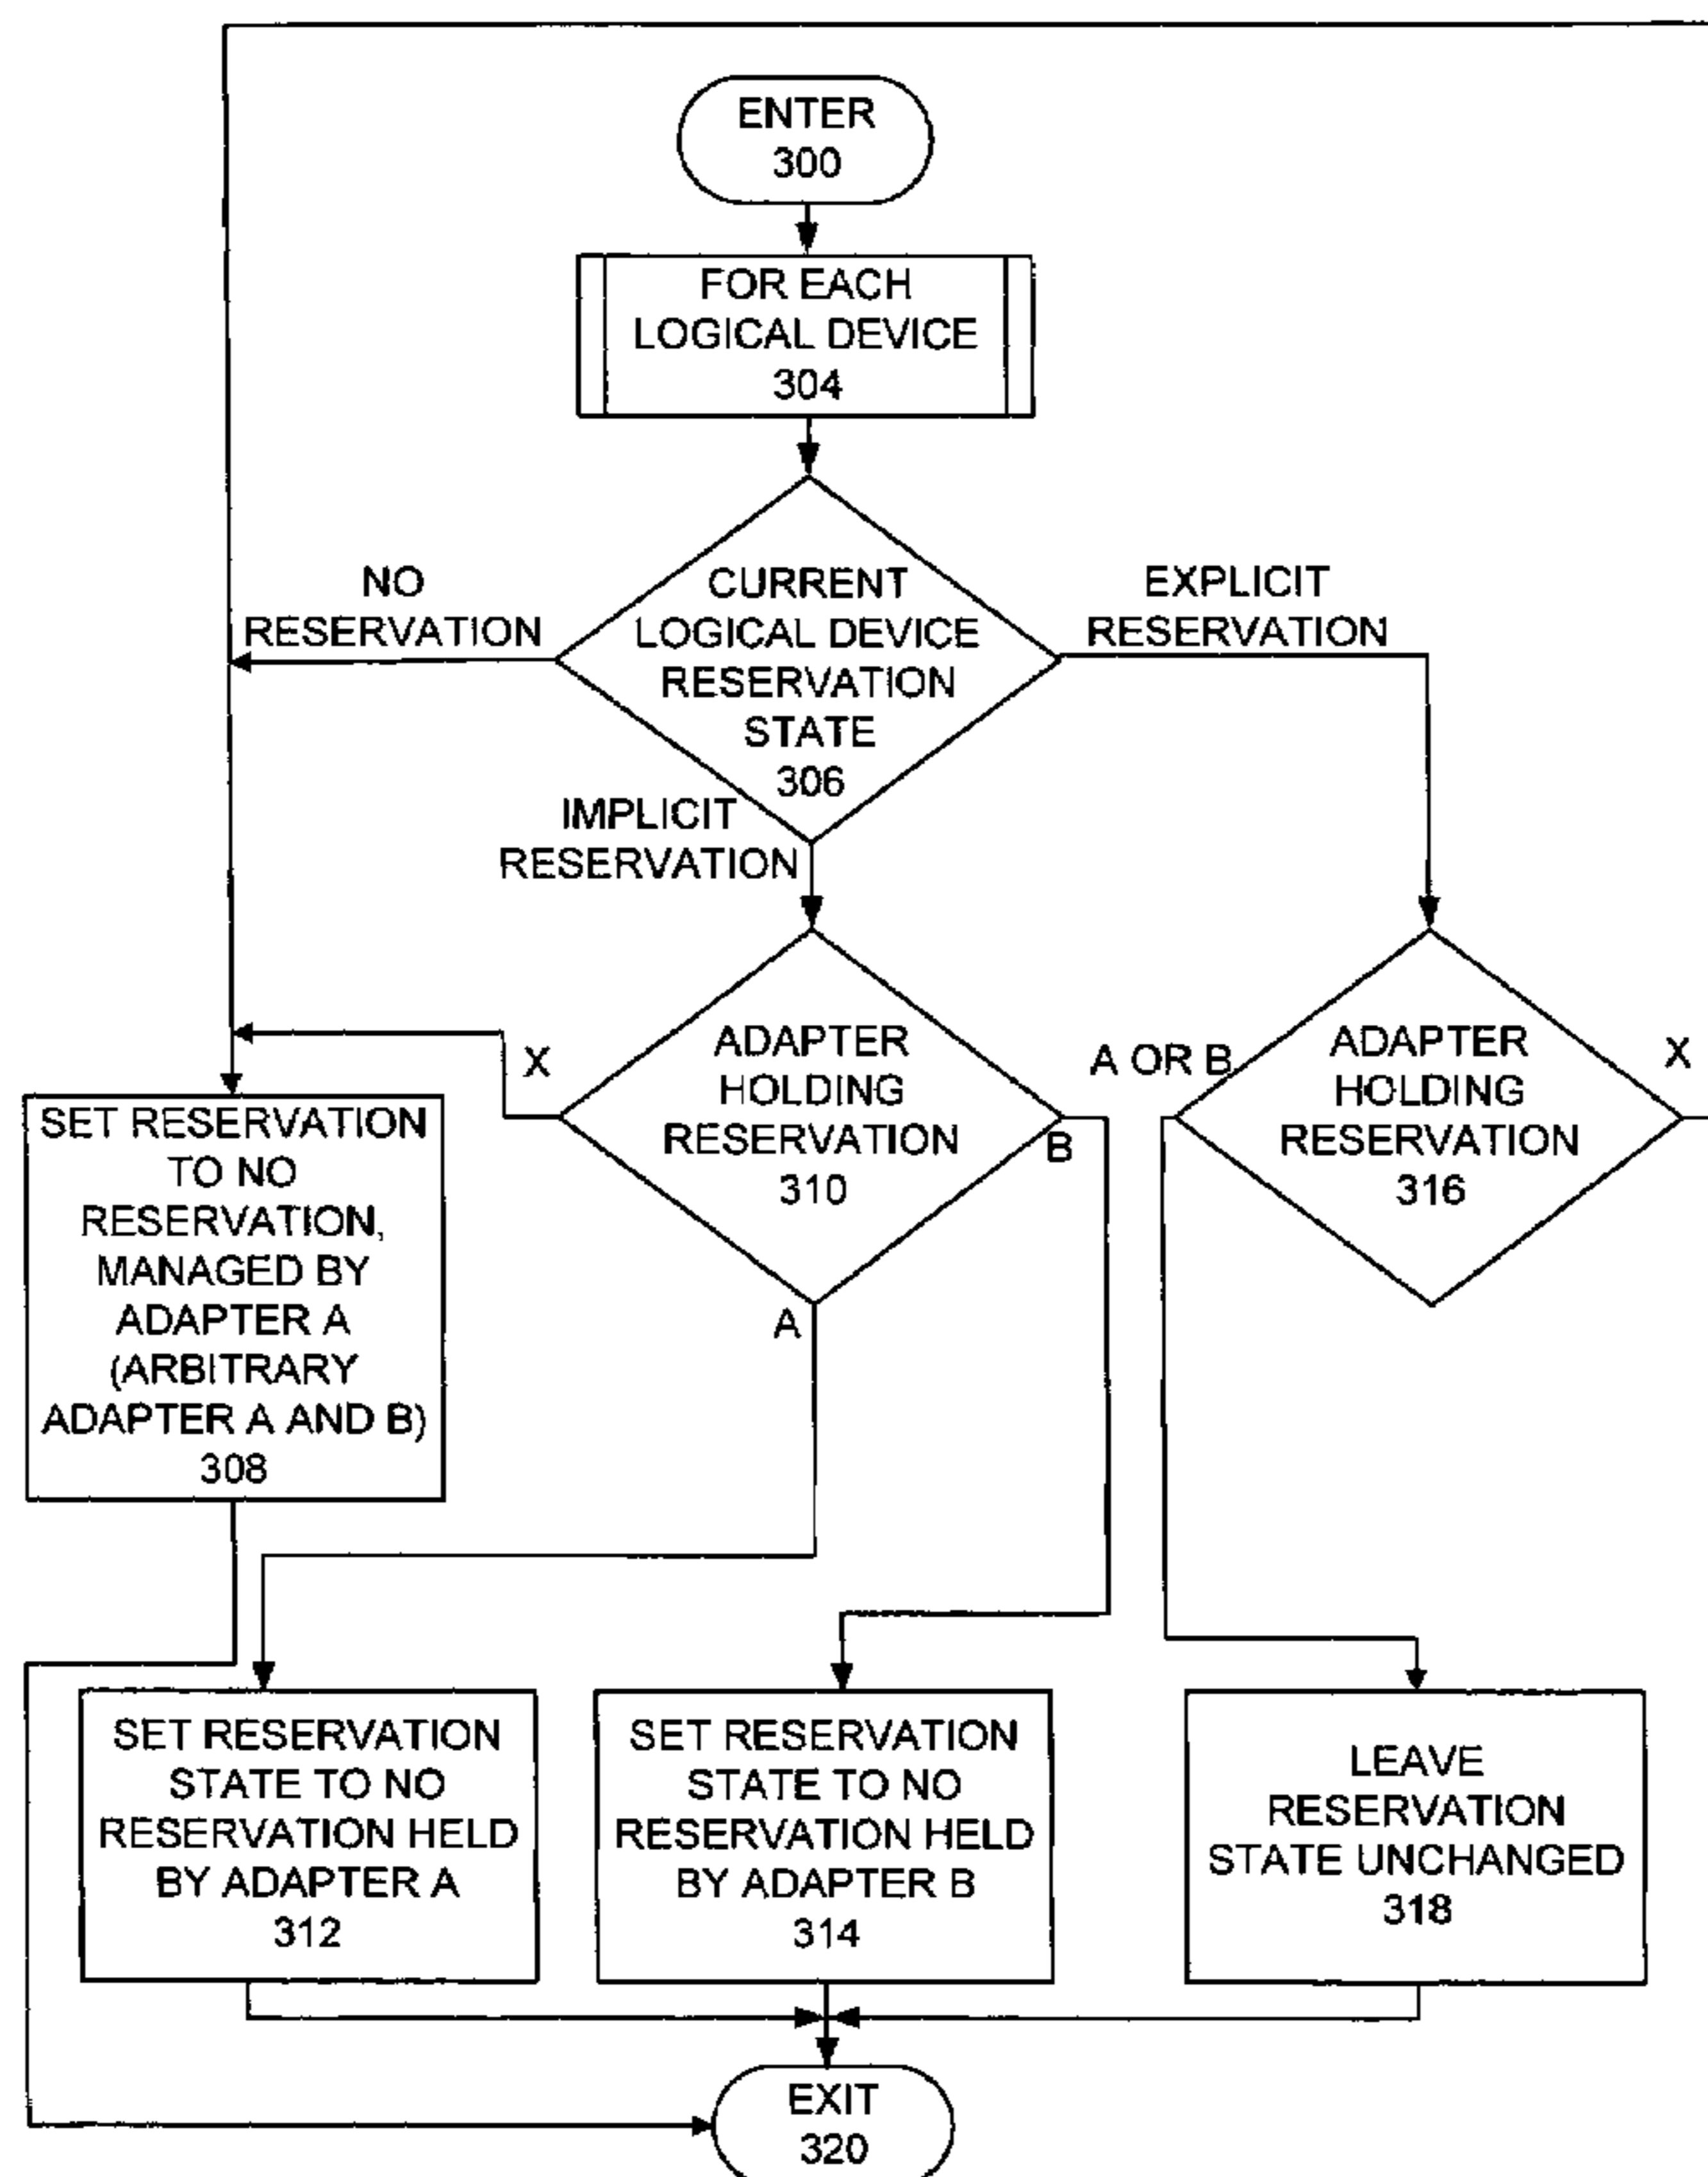 ENTER
300
FOR EACH
LOGICAL DEVICE
304
NO
RESERVATION
CURRENT
LOGICAL DEVICE
RESERVATION
STATE
306
EXPLICIT
RESERVATION
IMPLICIT
RESERVATION
X
ADAPTER
HOLDING
RESERVATION
310
B
A
A OR B
ADAPTER
HOLDING
RESERVATION
316
X
SET RESERVATION
TO NO
RESERVATION,
MANAGED BY
ADAPTER A
(ARBITRARY
ADAPTER A AND B)
308
SET RESERVATION
STATE TO NO
RESERVATION HELD
BY ADAPTER A
312
SET RESERVATION
STATE TO NO
RESERVATION HELD
BY ADAPTER B
314
LEAVE
RESERVATION
STATE UNCHANGED
318
EXIT
320